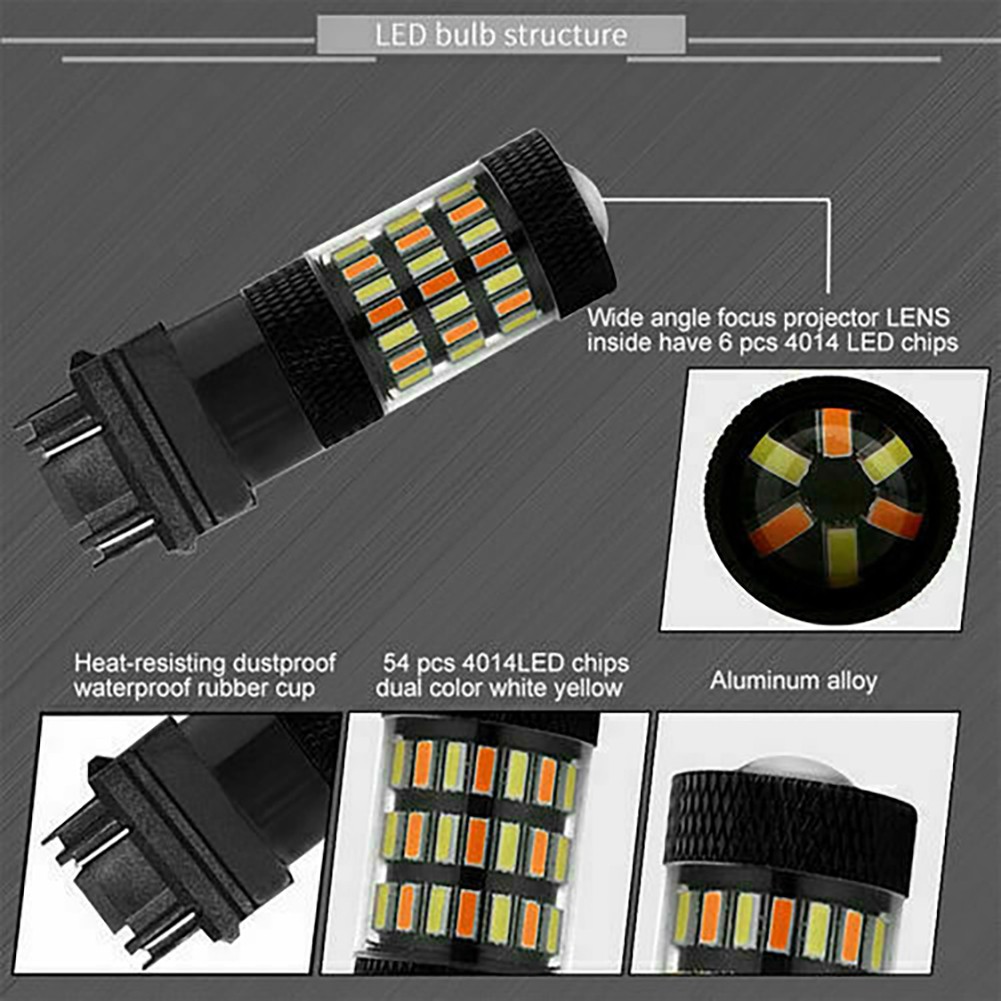 LED bulb structure
Wide angle focus projector LENS
inside have 6 pcs 4014 LED chips
Heat-resisting dustproof
waterproof rubber cup
54 pcs 4014LED chips
dual color white yellow
Aluminum alloy